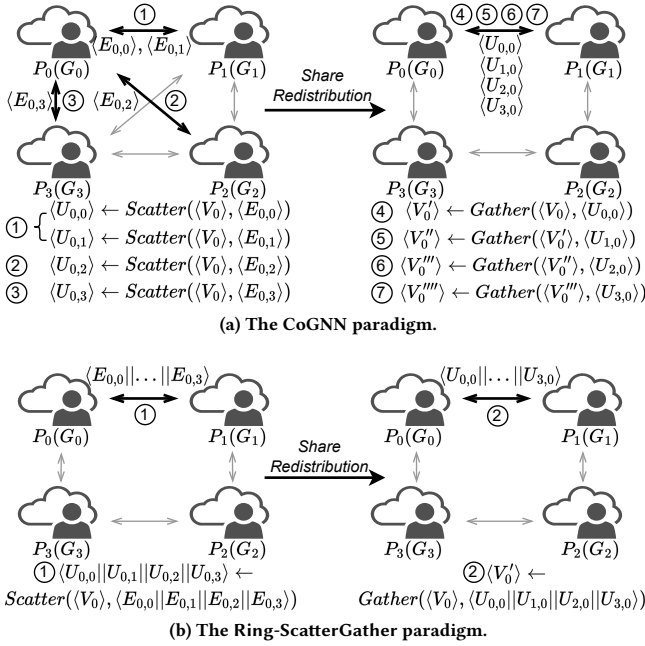 ①
④ ⑤ ⑥ ⑦
⟨E0,0⟩, ⟨E0,1⟩
⟨U0,0⟩
⟨U1,0⟩
⟨U2,0⟩
⟨U3,0⟩
P0(G0)
P1(G1)
Share
Redistribution
P0(G0)
P1(G1)
⟨E0,3⟩ ③
⟨E0,2⟩ ②
P3(G3)
P2(G2)
P3(G3)
P2(G2)
① ⟨U0,0⟩ ← Scatter(⟨V0⟩, ⟨E0,0⟩)
⟨U0,1⟩ ← Scatter(⟨V0⟩, ⟨E0,1⟩)
② ⟨U0,2⟩ ← Scatter(⟨V0⟩, ⟨E0,2⟩)
③ ⟨U0,3⟩ ← Scatter(⟨V0⟩, ⟨E0,3⟩)
④ ⟨V0′⟩ ← Gather(⟨V0⟩, ⟨U0,0⟩)
⑤ ⟨V0′′⟩ ← Gather(⟨V0′⟩, ⟨U1,0⟩)
⑥ ⟨V0′′′⟩ ← Gather(⟨V0′′⟩, ⟨U2,0⟩)
⑦ ⟨V0′′′′⟩ ← Gather(⟨V0′′′⟩, ⟨U3,0⟩)
(a) The CoGNN paradigm.
⟨E0,0||...||E0,3⟩
①
⟨U0,0||...||U3,0⟩
②
P0(G0)
P1(G1)
Share
Redistribution
P0(G0)
P1(G1)
P3(G3)
P2(G2)
P3(G3)
P2(G2)
①⟨U0,0||U0,1||U0,2||U0,3⟩ ←
Scatter(⟨V0⟩, ⟨E0,0||E0,1||E0,2||E0,3⟩)
②⟨V0′⟩ ←
Gather(⟨V0⟩, ⟨U0,0||U1,0||U2,0||U3,0⟩)
(b) The Ring-ScatterGather paradigm.